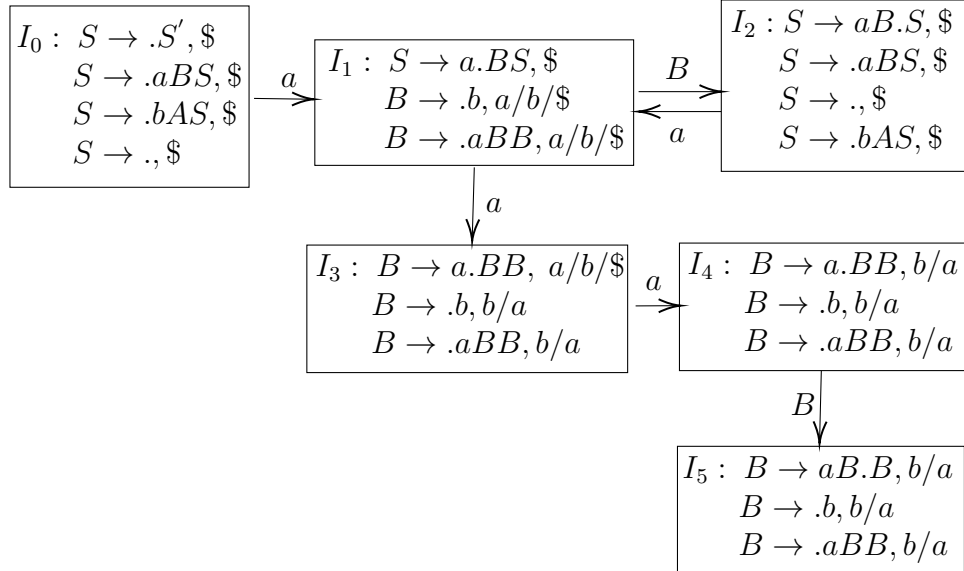 I₀ : S → .S′, $
S → .aBS, $
S → .bAS, $
S → ., $
a
I₁ : S → a.BS, $
B → .b, a/b/$
B → .aBB, a/b/$
B
a
I₂ : S → aB.S, $
S → .aBS, $
S → ., $
S → .bAS, $
a
I₃ : B → a.BB, a/b/$
B → .b, b/a
B → .aBB, b/a
a
I₄ : B → a.BB, b/a
B → .b, b/a
B → .aBB, b/a
B
I₅ : B → aB.B, b/a
B → .b, b/a
B → .aBB, b/a